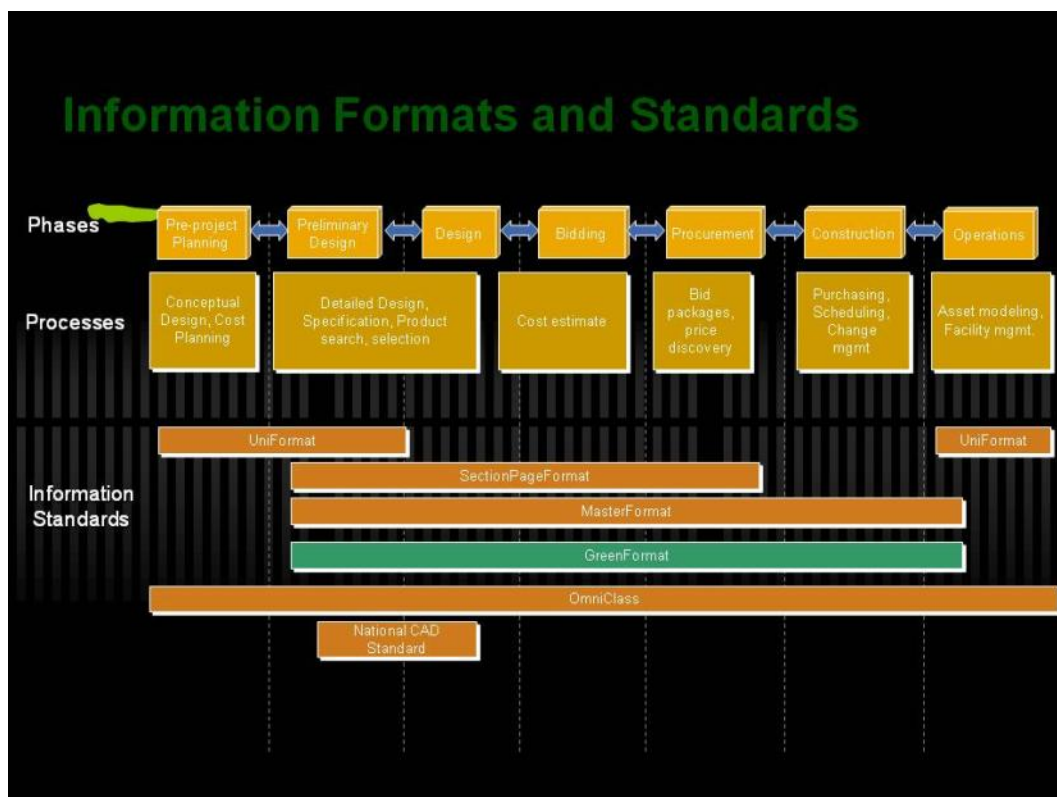 Information Formats and Standards
Phases
Pre-project
Planning
Preliminary
Design
Design
Bidding
Procurement
Construction
Operations
Processes
Conceptual
Design, Cost
Planning
Detailed Design,
Specification, Product
search, selection
Cost estimate
Bid
packages,
price
discovery
Purchasing,
Scheduling,
Change
mgmt
Asset modeling,
Facility mgmt.
Information
Standards
UniFormat
UniFormat
SectionPageFormat
MasterFormat
GreenFormat
OmniClass
National CAD
Standard